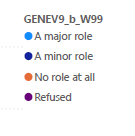 GENEV9_b_W99
A major role
A minor role
No role at all
Refused